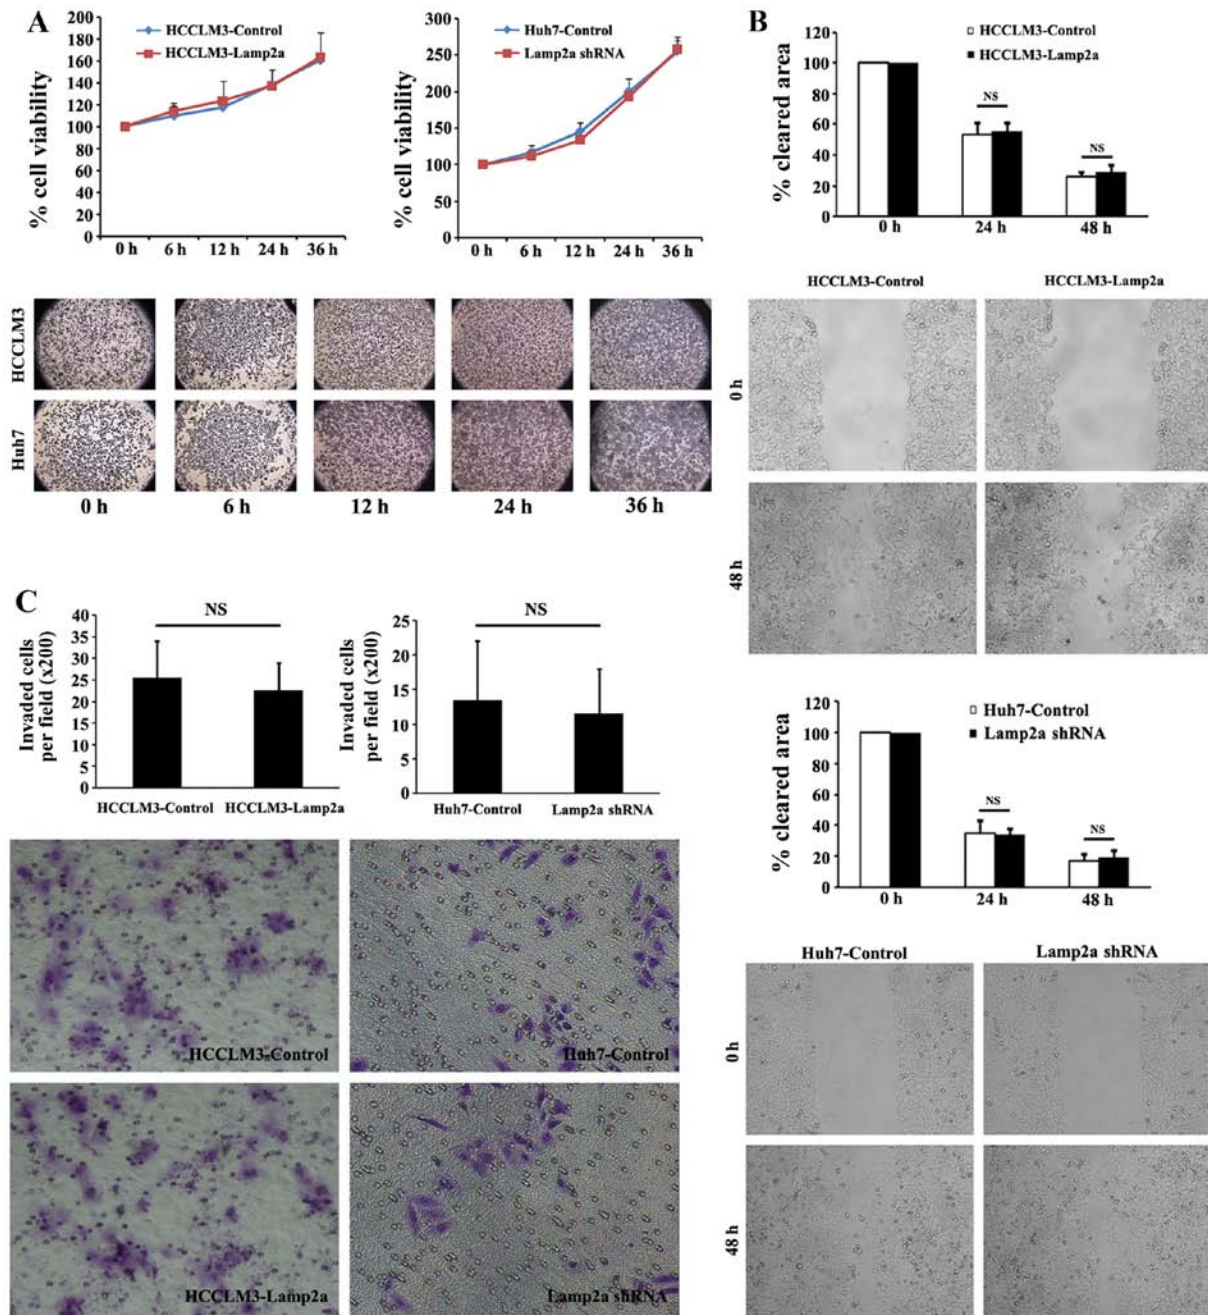 A
HCCLM3-Control
HCCLM3-Lamp2a
% cell viability
200
180
160
140
120
100
80
60
40
20
0
0 h 6 h 12 h 24 h 36 h
Huh7-Control
Lamp2a shRNA
% cell viability
300
250
200
150
100
50
0
0 h 6 h 12 h 24 h 36 h
HCCLM3
Huh7
0 h 6 h 12 h 24 h 36 h
B
HCCLM3-Control
HCCLM3-Lamp2a
% cleared area
120
100
80
60
40
20
0
NS
NS
0 h 24 h 48 h
HCCLM3-Control HCCLM3-Lamp2a
0 h
48 h
Huh7-Control
Lamp2a shRNA
% cleared area
120
100
80
60
40
20
0
NS
NS
0 h 24 h 48 h
Huh7-Control Lamp2a shRNA
0 h
48 h
C
NS
Invaded cells
per field (x200)
40
35
30
25
20
15
10
5
0
HCCLM3-Control HCCLM3-Lamp2a
NS
Invaded cells
per field (x200)
25
20
15
10
5
0
Huh7-Control Lamp2a shRNA
HCCLM3-Control
Huh7-Control
HCCLM3-Lamp2a
Lamp2a shRNA